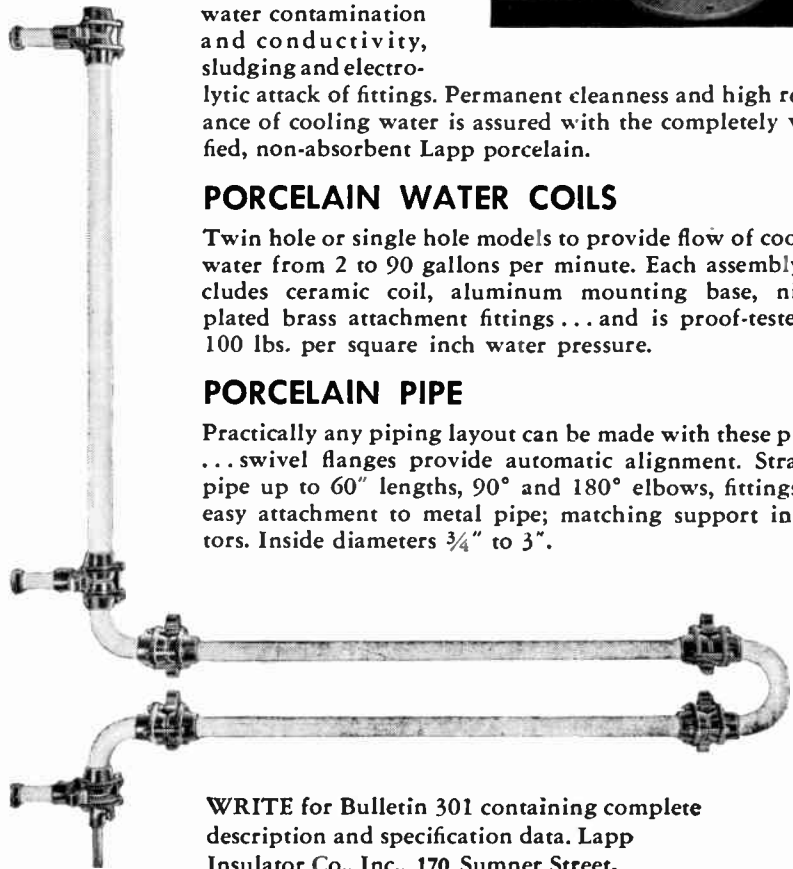 water contamination
and conductivity,
sludging and electro-
lytic attack of fittings. Permanent cleanness and high re
ance of cooling water is assured with the completely v
fied, non-absorbent Lapp porcelain.
PORCELAIN WATER COILS
Twin hole or single hole models to provide flow of coo
water from 2 to 90 gallons per minute. Each assembly
cludes ceramic coil, aluminum mounting base, ni
plated brass attachment fittings ... and is proof-teste
100 lbs. per square inch water pressure.
PORCELAIN PIPE
Practically any piping layout can be made with these p
... swivel flanges provide automatic alignment. Stra
pipe up to 60" lengths, 90° and 180° elbows, fittings
easy attachment to metal pipe; matching support in
tors. Inside diameters ¾" to 3".
WRITE for Bulletin 301 containing complete
description and specification data. Lapp
Insulator Co., Inc., 170 Sumner Street,